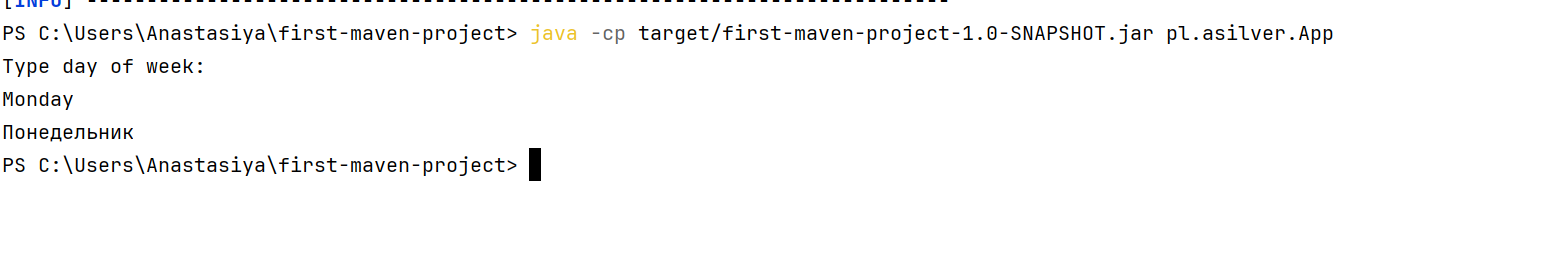 [INFO] ------------------------------------------------------------------------
PS C:\Users\Anastasiya\first-maven-project> java -cp target/first-maven-project-1.0-SNAPSHOT.jar pl.asilver.App
Type day of week:
Monday
Понедельник
PS C:\Users\Anastasiya\first-maven-project>